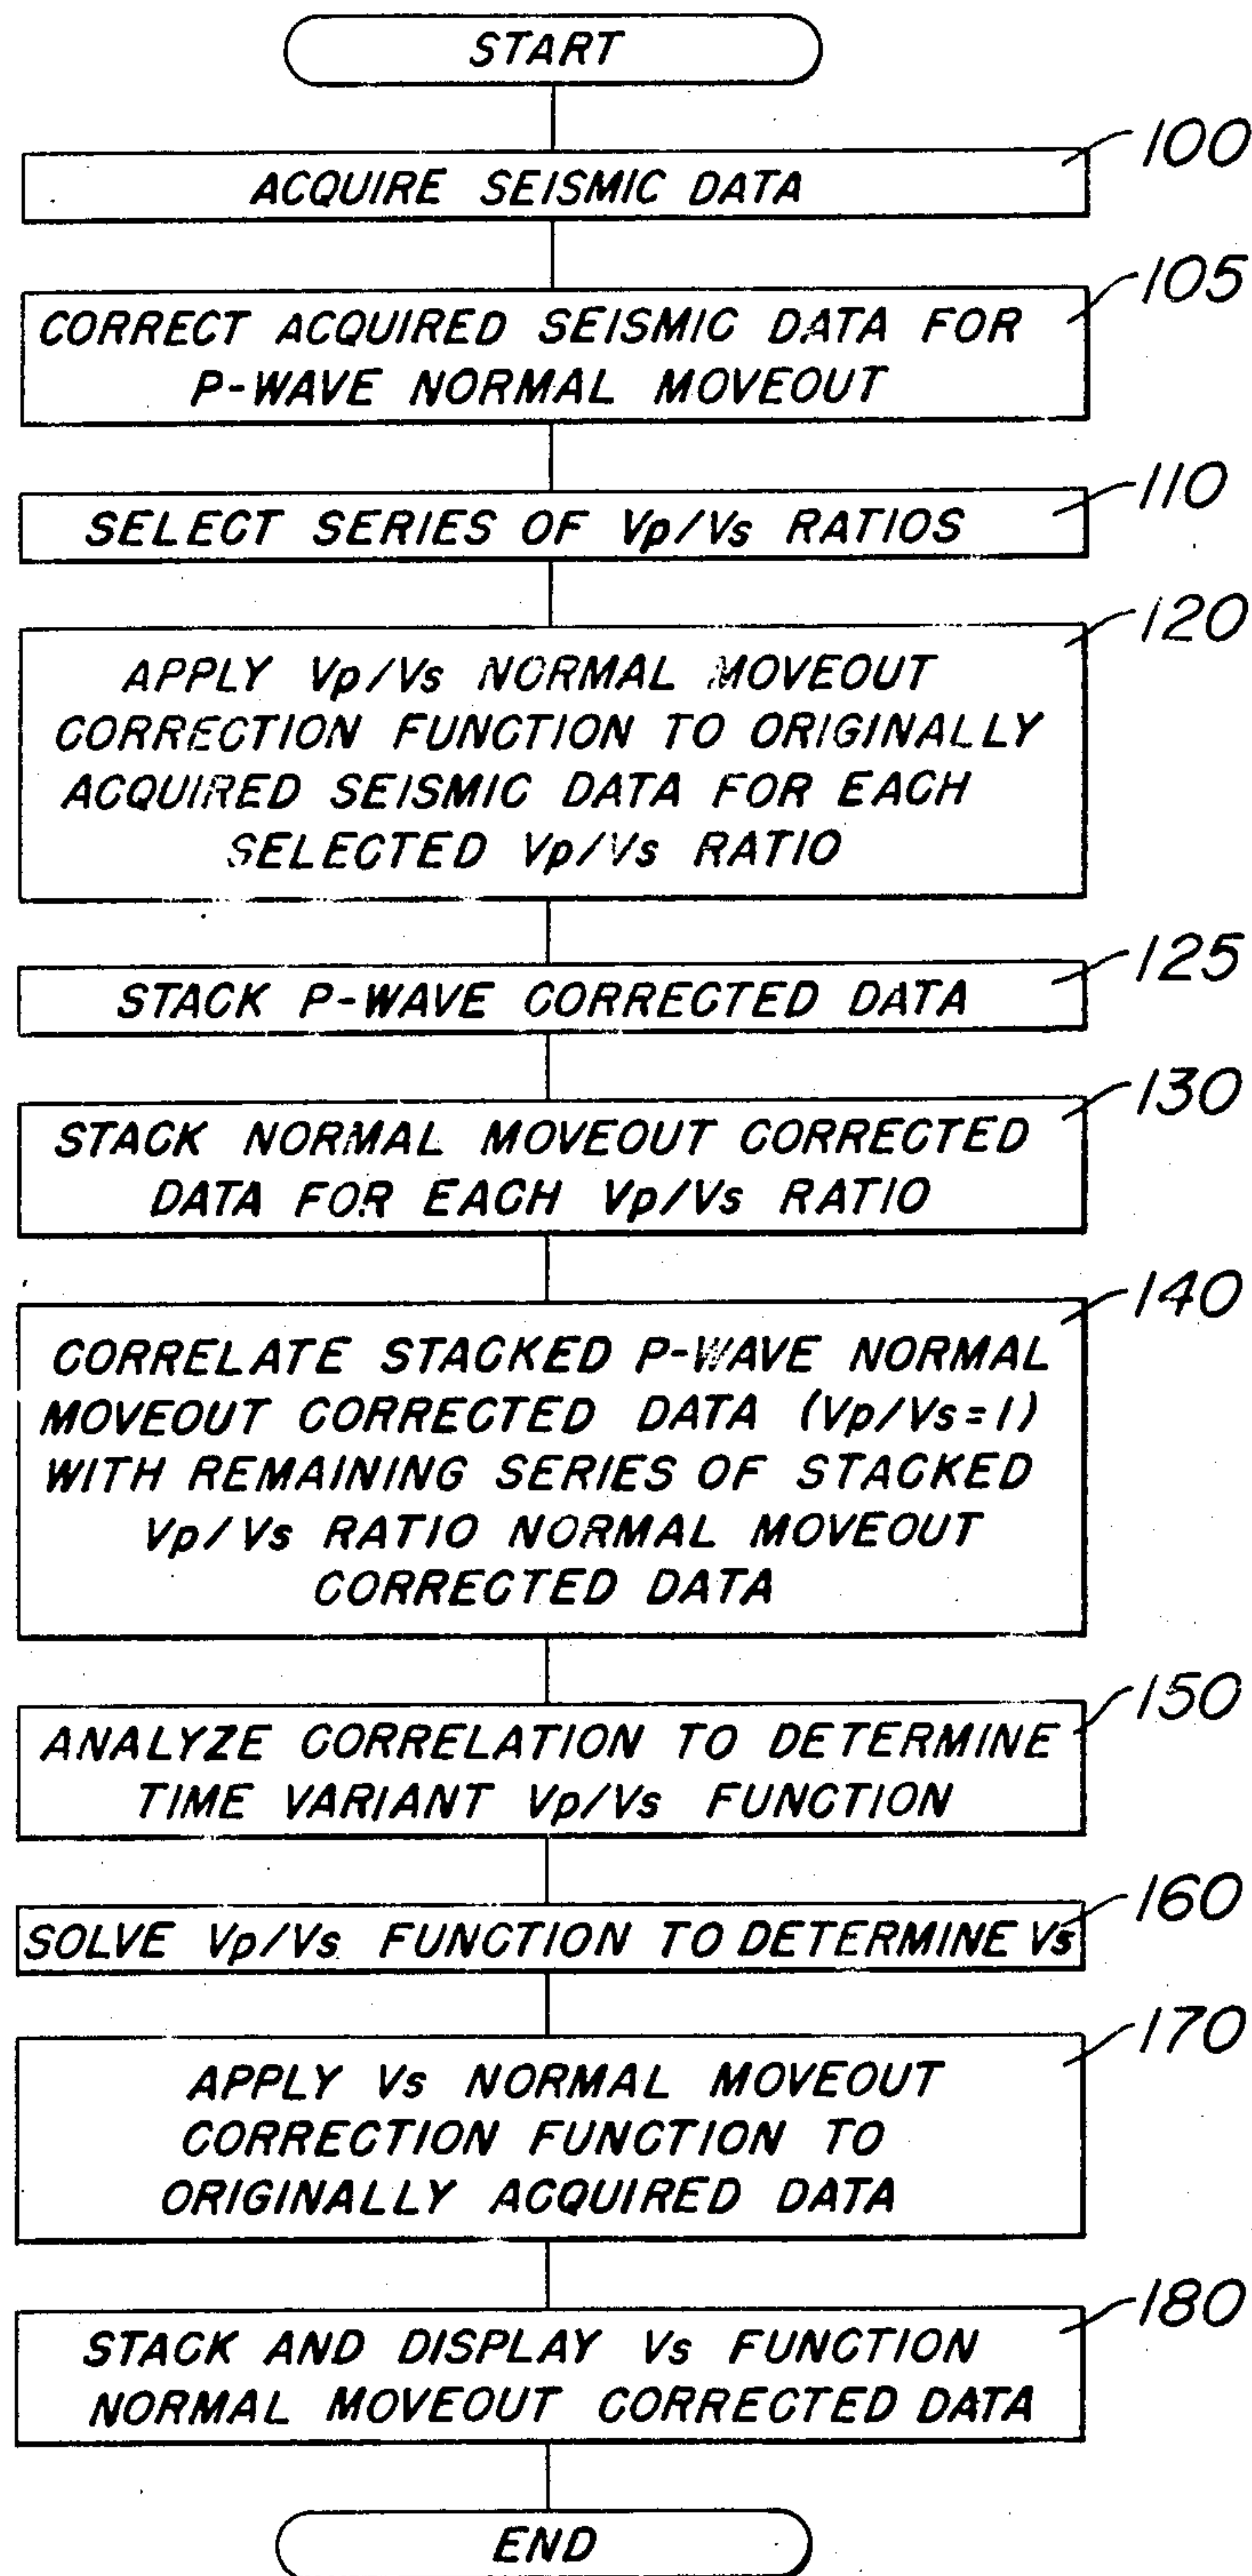 START
100
ACQUIRE SEISMIC DATA
105
CORRECT ACQUIRED SEISMIC DATA FOR
P-WAVE NORMAL MOVEOUT
110
SELECT SERIES OF Vp/Vs RATIOS
120
APPLY Vp/Vs NORMAL MOVEOUT
CORRECTION FUNCTION TO ORIGINALLY
ACQUIRED SEISMIC DATA FOR EACH
SELECTED Vp/Vs RATIO
125
STACK P-WAVE CORRECTED DATA
130
STACK NORMAL MOVEOUT CORRECTED
DATA FOR EACH Vp/Vs RATIO
140
CORRELATE STACKED P-WAVE NORMAL
MOVEOUT CORRECTED DATA (Vp/Vs=1)
WITH REMAINING SERIES OF STACKED
Vp/Vs RATIO NORMAL MOVEOUT
CORRECTED DATA
150
ANALYZE CORRELATION TO DETERMINE
TIME VARIANT Vp/Vs FUNCTION
160
SOLVE Vp/Vs FUNCTION TO DETERMINE Vs
170
APPLY Vs NORMAL MOVEOUT
CORRECTION FUNCTION TO
ORIGINALLY ACQUIRED DATA
180
STACK AND DISPLAY Vs FUNCTION
NORMAL MOVEOUT CORRECTED DATA
END